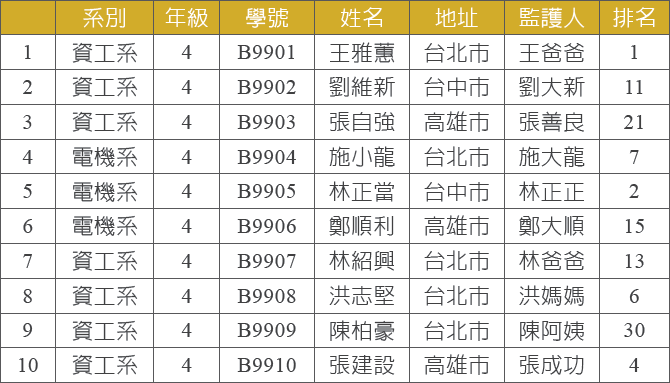 系別 年級 學號 姓名 地址 監護人 排名
1 資工系 4 B9901 王雅蕙 台北市 王爸爸 1
2 資工系 4 B9902 劉維新 台中市 劉大新 11
3 資工系 4 B9903 張自強 高雄市 張善良 21
4 電機系 4 B9904 施小龍 台北市 施大龍 7
5 電機系 4 B9905 林正當 台中市 林正正 2
6 電機系 4 B9906 鄭順利 高雄市 鄭大順 15
7 資工系 4 B9907 林紹興 台北市 林爸爸 13
8 資工系 4 B9908 洪志堅 台北市 洪媽媽 6
9 資工系 4 B9909 陳柏豪 台北市 陳阿姨 30
10 資工系 4 B9910 張建設 高雄市 張成功 4